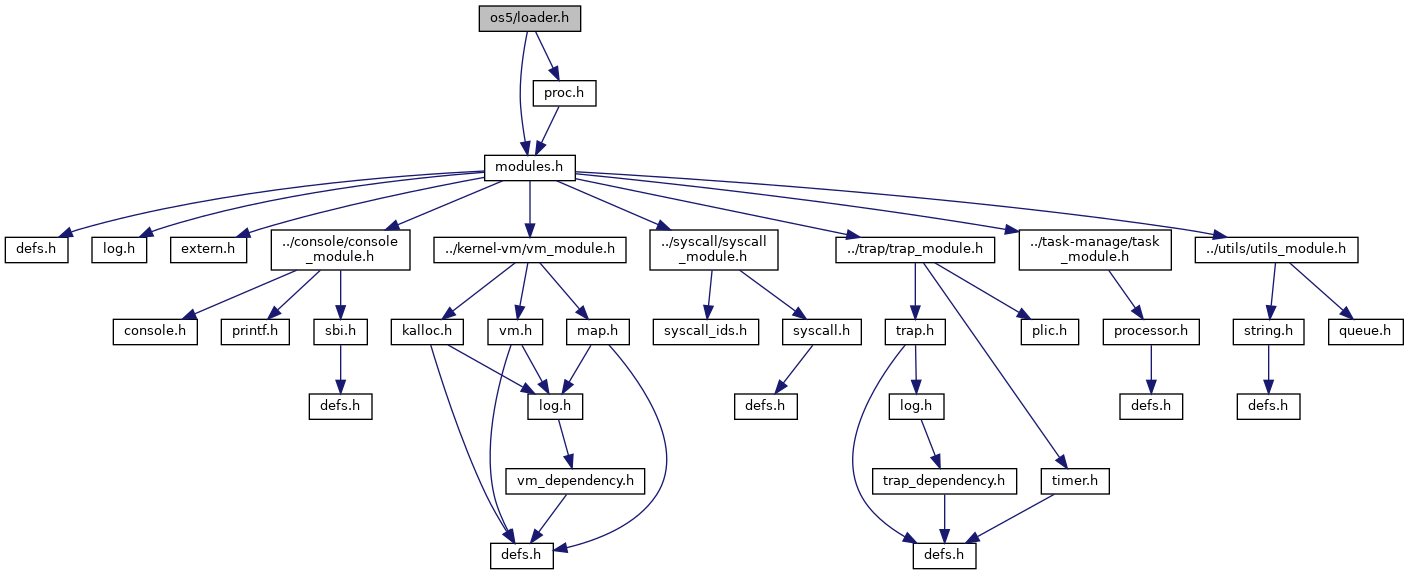 os5/loader.h
proc.h
modules.h
defs.h
log.h
extern.h
../console/console
_module.h
../kernel-vm/vm_module.h
../syscall/syscall
_module.h
../trap/trap_module.h
../task-manage/task
_module.h
../utils/utils_module.h
console.h
printf.h
sbi.h
kalloc.h
vm.h
map.h
syscall_ids.h
syscall.h
trap.h
plic.h
processor.h
string.h
queue.h
defs.h
log.h
defs.h
log.h
defs.h
defs.h
vm_dependency.h
trap_dependency.h
timer.h
defs.h
defs.h